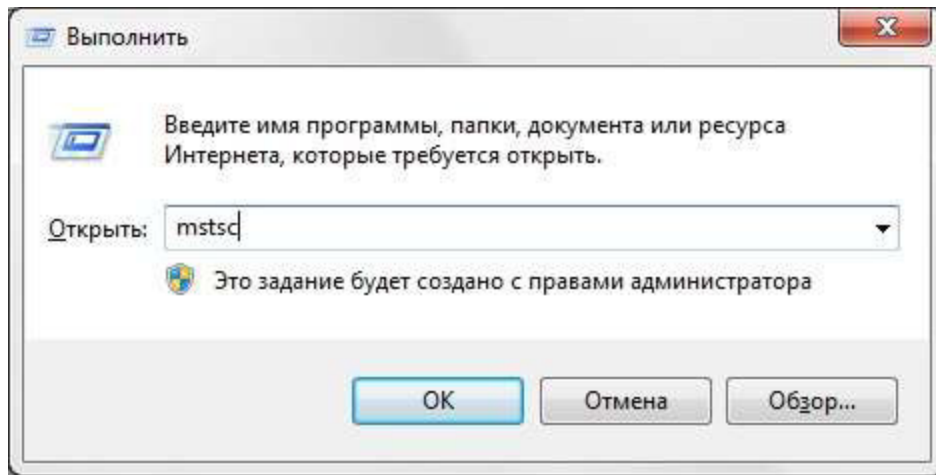 Выполнить
Введите имя программы, папки, документа или ресурса
Интернета, которые требуется открыть.
Открыть: mstsc
Это задание будет создано с правами администратора
ОК Отмена Обзор...